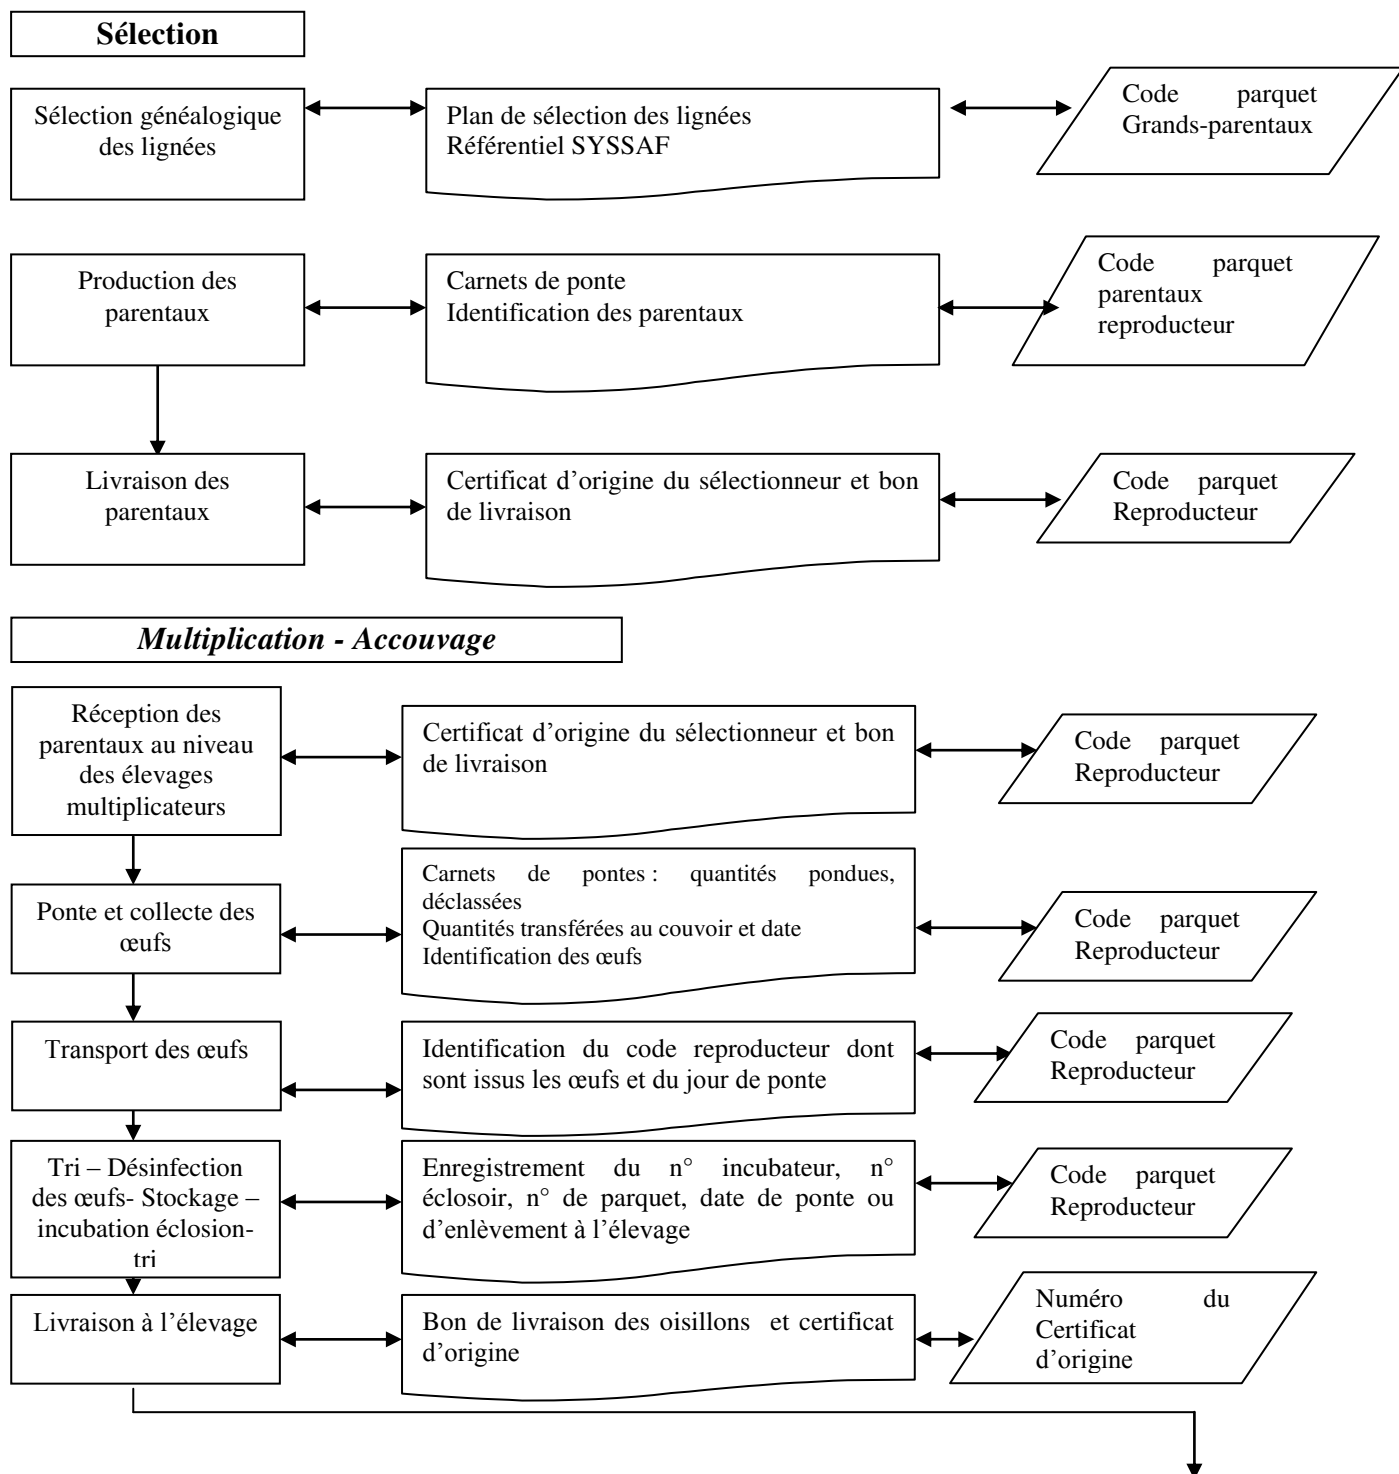 Sélection
Sélection généalogique
des lignées
Plan de sélection des lignées
Référentiel SYSSAF
Code parquet
Grands-parentaux
Production des
parentaux
Carnets de ponte
Identification des parentaux
Code parquet
parentaux
reproducteur
Livraison des
parentaux
Certificat d'origine du sélectionneur et bon
de livraison
Code parquet
Reproducteur
Multiplication - Accouvage
Réception des
parentaux au niveau
des élevages
multiplicateurs
Certificat d'origine du sélectionneur et bon
de livraison
Code parquet
Reproducteur
Ponte et collecte des
œufs
Carnets de pontes : quantités pondues,
déclassées
Quantités transférées au couvoir et date
Identification des œufs
Code parquet
Reproducteur
Transport des œufs
Identification du code reproducteur dont
sont issus les œufs et du jour de ponte
Code parquet
Reproducteur
Tri – Désinfection
des œufs- Stockage –
incubation éclosion-
tri
Enregistrement du n° incubateur, n°
éclosoir, n° de parquet, date de ponte ou
d'enlèvement à l'élevage
Code parquet
Reproducteur
Livraison à l'élevage
Bon de livraison des oisillons et certificat
d'origine
Numéro du
Certificat
d'origine